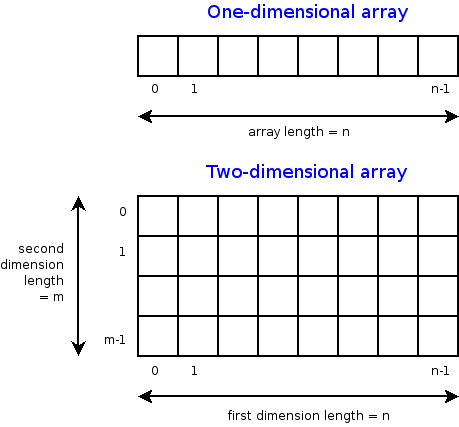 One-dimensional array
0 1 n-1
array length = n
Two-dimensional array
0
1
second
dimension
length
= m
m-1
0 1 n-1
first dimension length = n